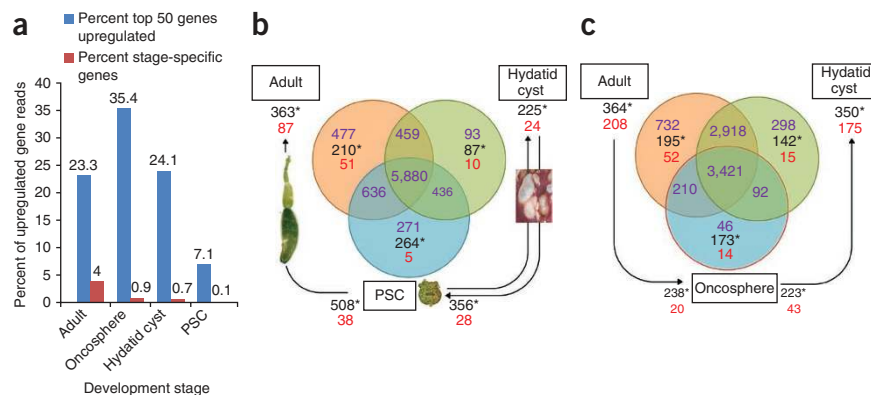 a
Percent top 50 genes
upregulated
Percent stage-specific
genes
Percent of upregulated gene reads
40
35
30
25
20
15
10
5
0
23.3
4
35.4
0.9
24.1
0.7
7.1
0.1
Adult
Oncosphere
Hydatid cyst
PSC
Development stage
b
Adult
363*
87
Hydatid
cyst
225*
24
477
210*
51
459
93
87*
10
5,880
636
436
271
264*
5
PSC
508*
38
356*
28
c
Adult
364*
208
Hydatid
cyst
350*
175
732
195*
52
2,918
298
142*
15
3,421
210
92
46
173*
14
Oncosphere
238*
20
223*
43